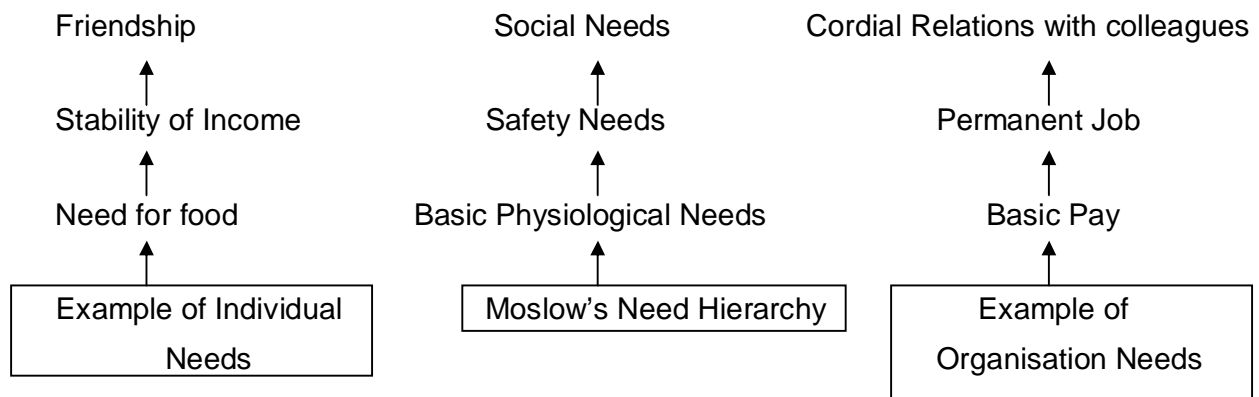 Friendship Social Needs Cordial Relations with colleagues
Stability of Income Safety Needs Permanent Job
Need for food Basic Physiological Needs Basic Pay
Example of Individual Moslow's Need Hierarchy Example of
Needs Organisation Needs